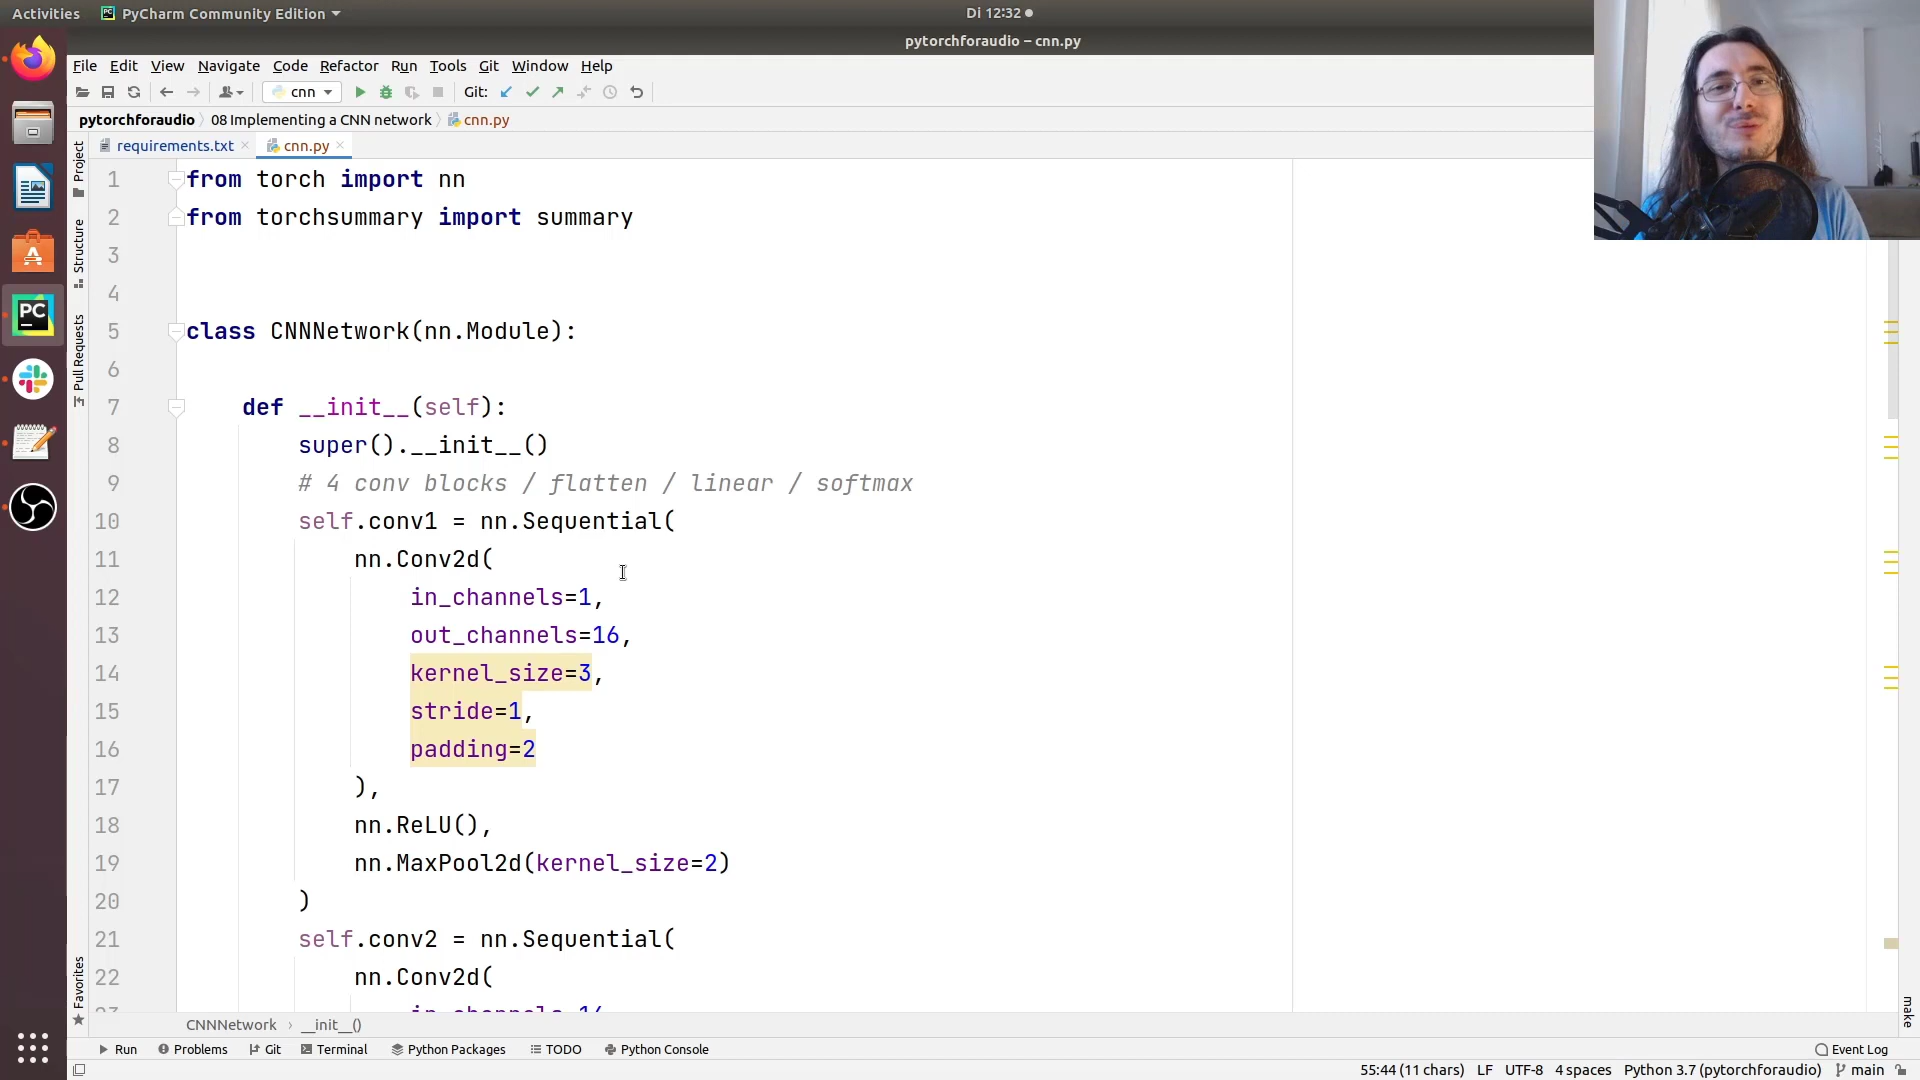 Activities
PyCharm Community Edition
Di 12:32
pytorchforaudio – cnn.py
File Edit View Navigate Code Refactor Run Tools Git Window Help
cnn
Git:
pytorchforaudio 08 Implementing a CNN network cnn.py
requirements.txt
cnn.py
Project
Structure
Pull Requests
Favorites
1 from torch import nn
2 from torchsummary import summary
3
4
5 class CNNNetwork(nn.Module):
6
7 def __init__(self):
8 super().__init__()
9 # 4 conv blocks / flatten / linear / softmax
10 self.conv1 = nn.Sequential(
11 nn.Conv2d(
12 in_channels=1,
13 out_channels=16,
14 kernel_size=3,
15 stride=1,
16 padding=2
17 ),
18 nn.ReLU(),
19 nn.MaxPool2d(kernel_size=2)
20 )
21 self.conv2 = nn.Sequential(
22 nn.Conv2d(
23 in_channels=16
make
CNNNetwork › __init__()
Run Problems Git Terminal Python Packages TODO Python Console Event Log
55:44 (11 chars) LF UTF-8 4 spaces Python 3.7 (pytorchforaudio) main
PC